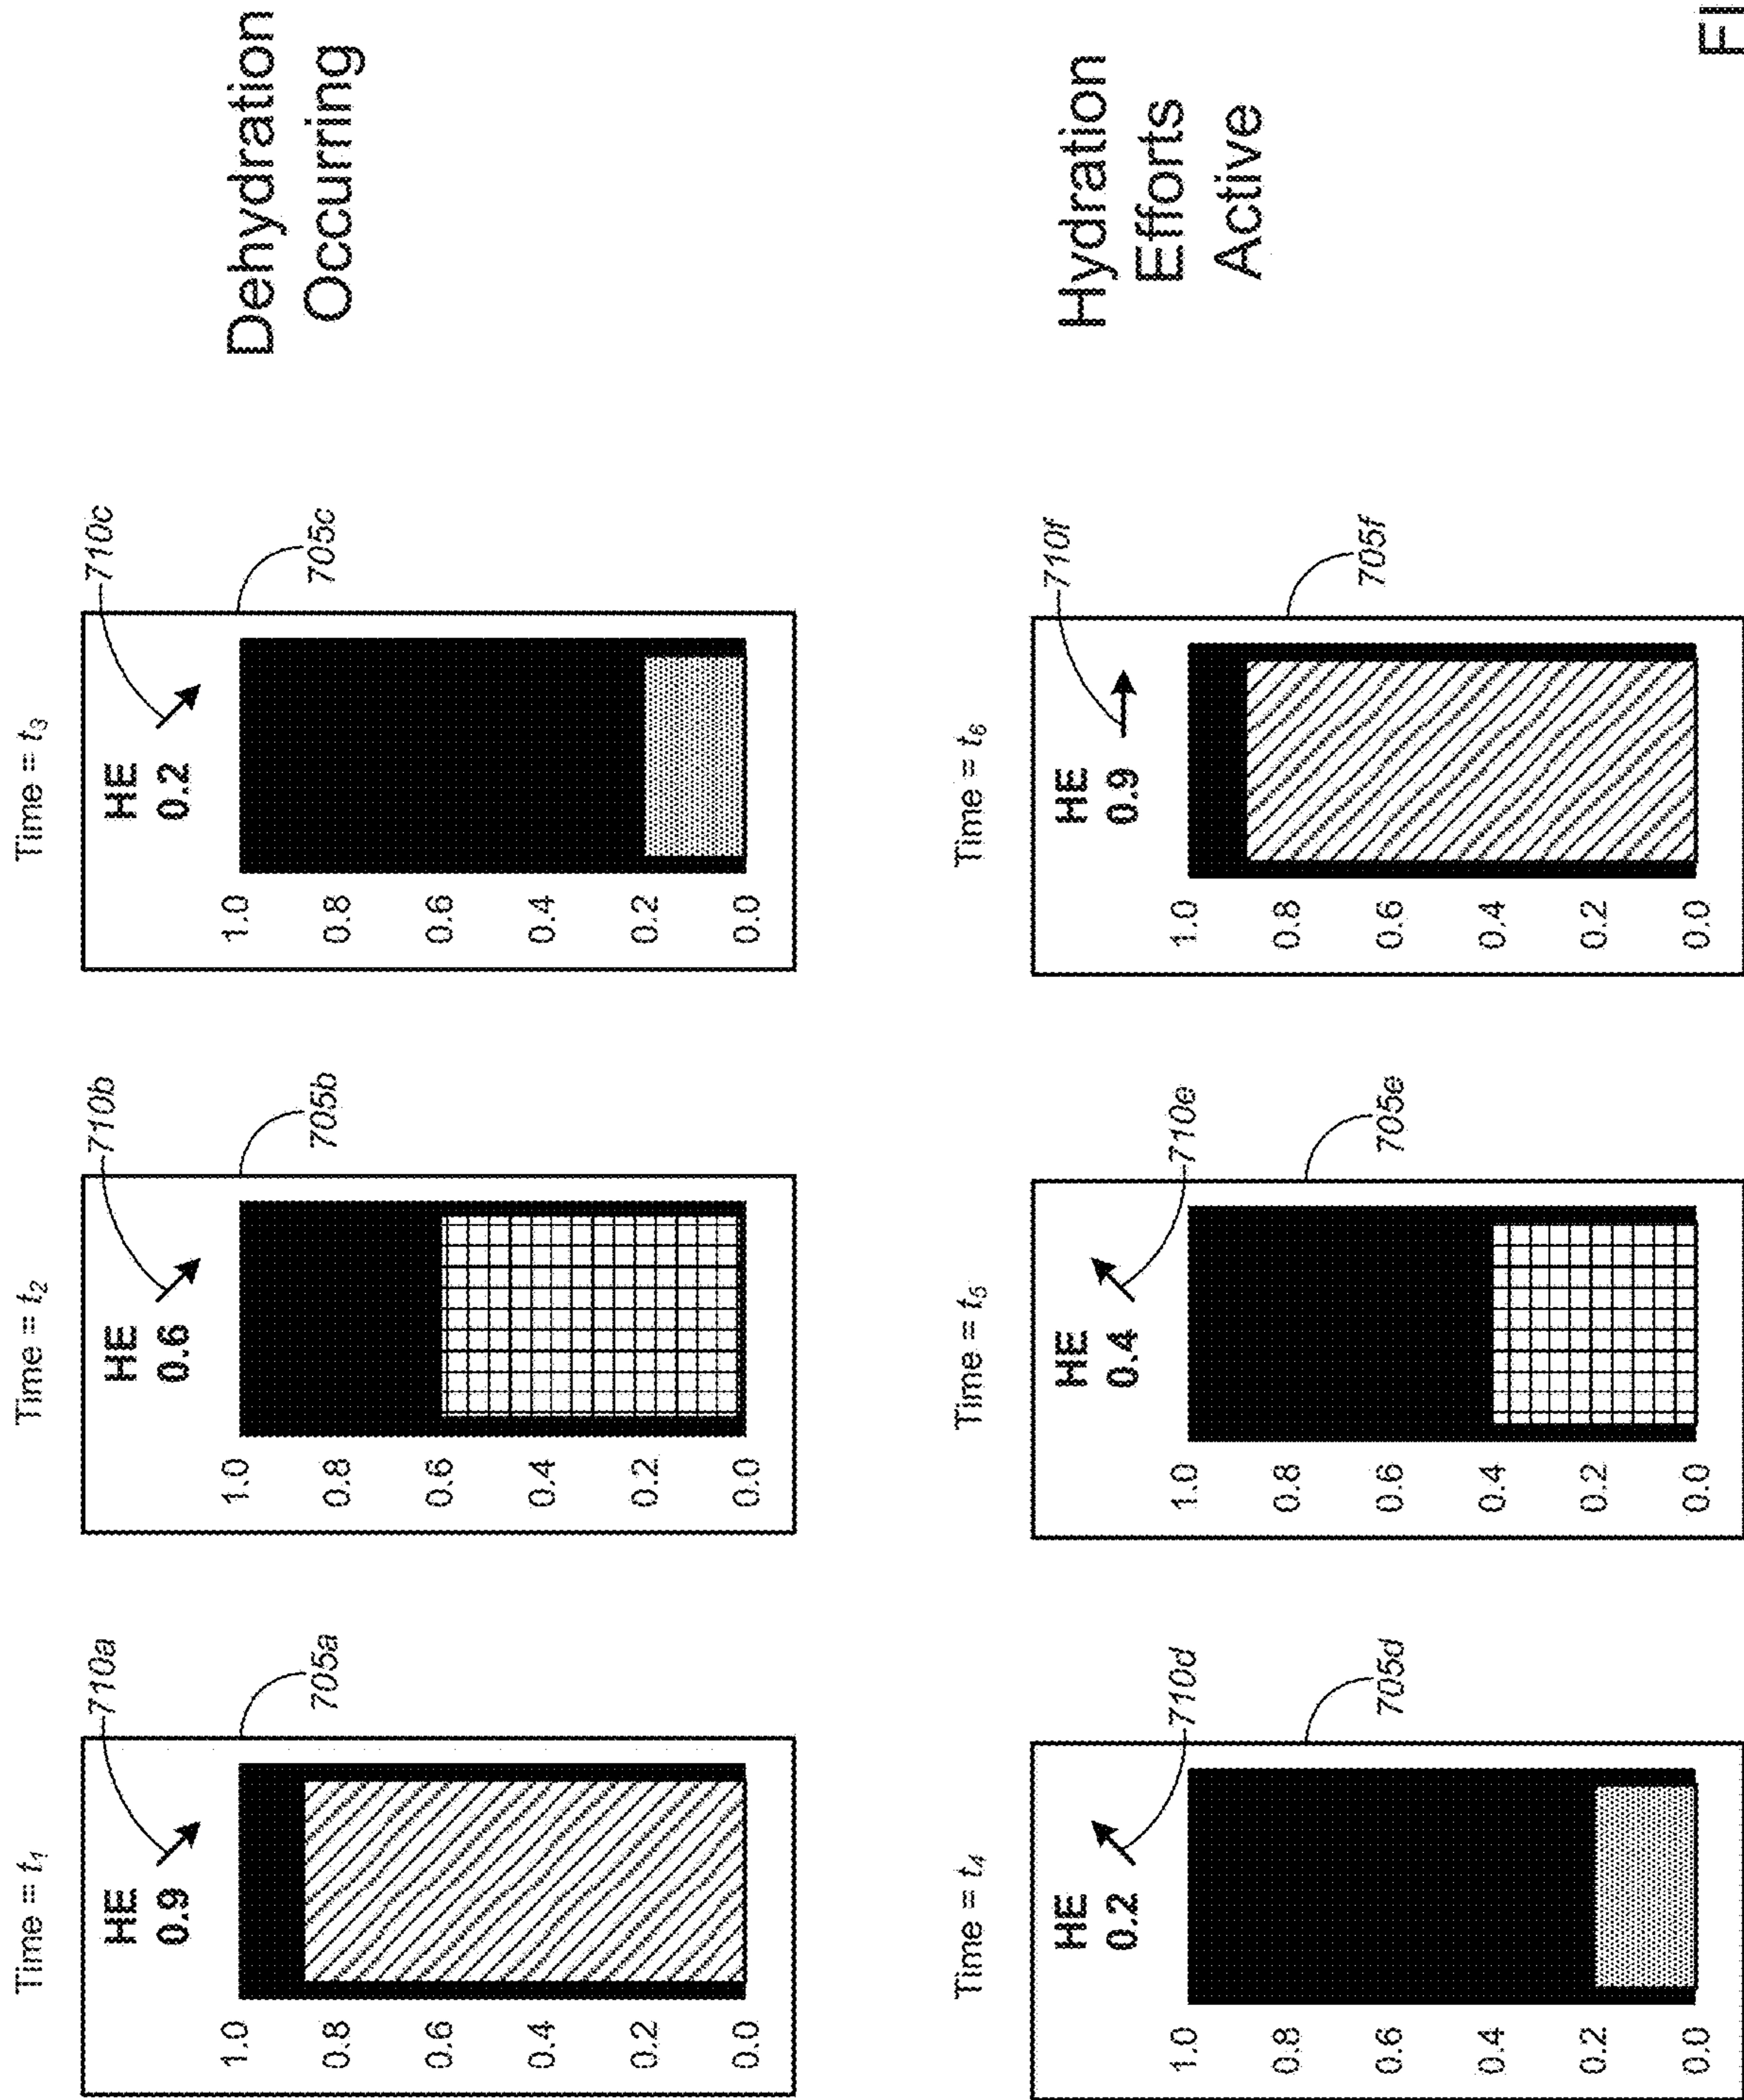 Time = t1
HE
0.9
710a
1.0
0.8
0.6
0.4
0.2
0.0
705a
Time = t2
HE
0.6
710b
1.0
0.8
0.6
0.4
0.2
0.0
705b
Time = t3
HE
0.2
710c
1.0
0.8
0.6
0.4
0.2
0.0
705c
Dehydration
Occurring
Time = t4
HE
0.2
710d
1.0
0.8
0.6
0.4
0.2
0.0
705d
Time = t5
HE
0.4
710e
1.0
0.8
0.6
0.4
0.2
0.0
705e
Time = t6
HE
0.9
710f
1.0
0.8
0.6
0.4
0.2
0.0
705f
Hydration
Efforts
Active